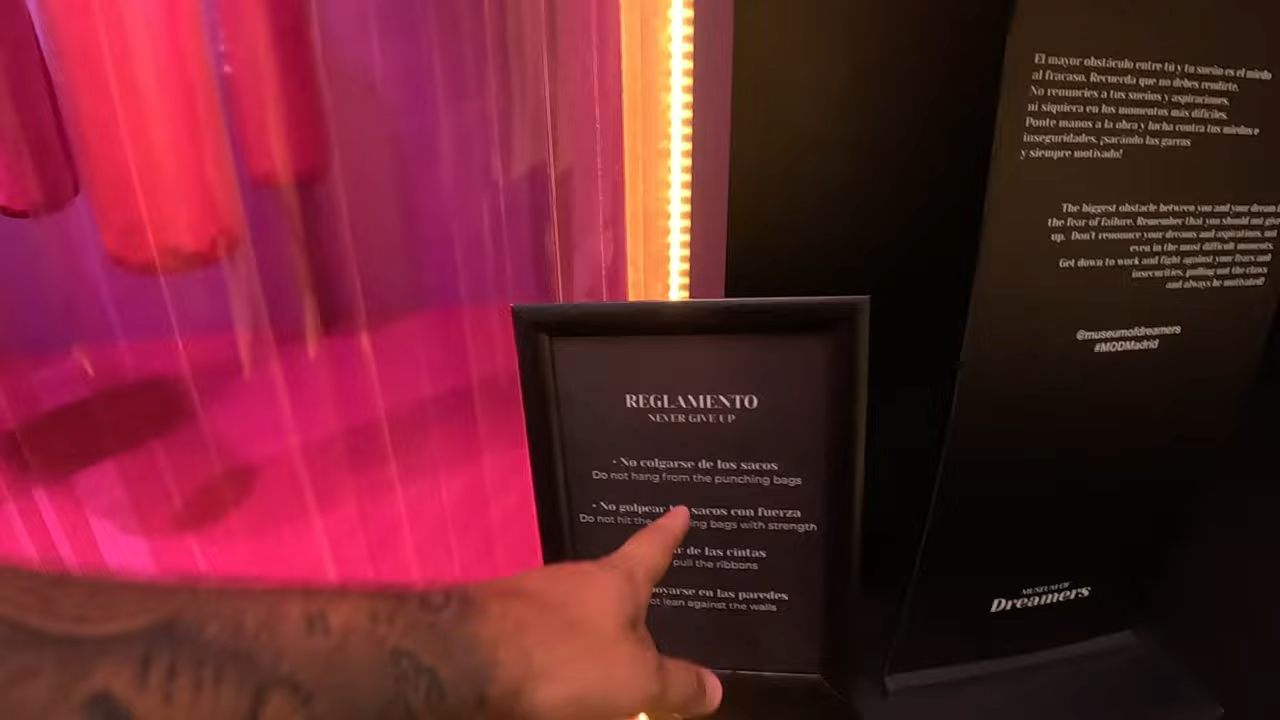 REGLAMENTO
NEVER GIVE UP
• No colgarse de los sacos
Do not hang from the punching bags
• No golpear sacos con fuerza
Do not hit the bags with strength
de las cintas
pull the ribbons
en las paredes
lean against the walls
El mayor obstáculo entre tú y tu sueño es el miedo
al fracaso. Recuerda que no debes rendirte.
No renuncies a tus sueños y aspiraciones,
ni siquiera en los momentos más difíciles.
Ponte manos a la obra y lucha contra tus miedos e
inseguridades, ¡sacándo las garras
y siempre motivado!
The biggest obstacle between you and your dream
the fear of failure. Remember that you should not give
up. Don't renounce your dreams and aspirations, not
even in the most difficult moments.
Get down to work and fight against your fears and
insecurities, pulling out the claws
and always be motivated!
@museumofdreamers
#MODMadrid
MUSEUM OF
Dreamers